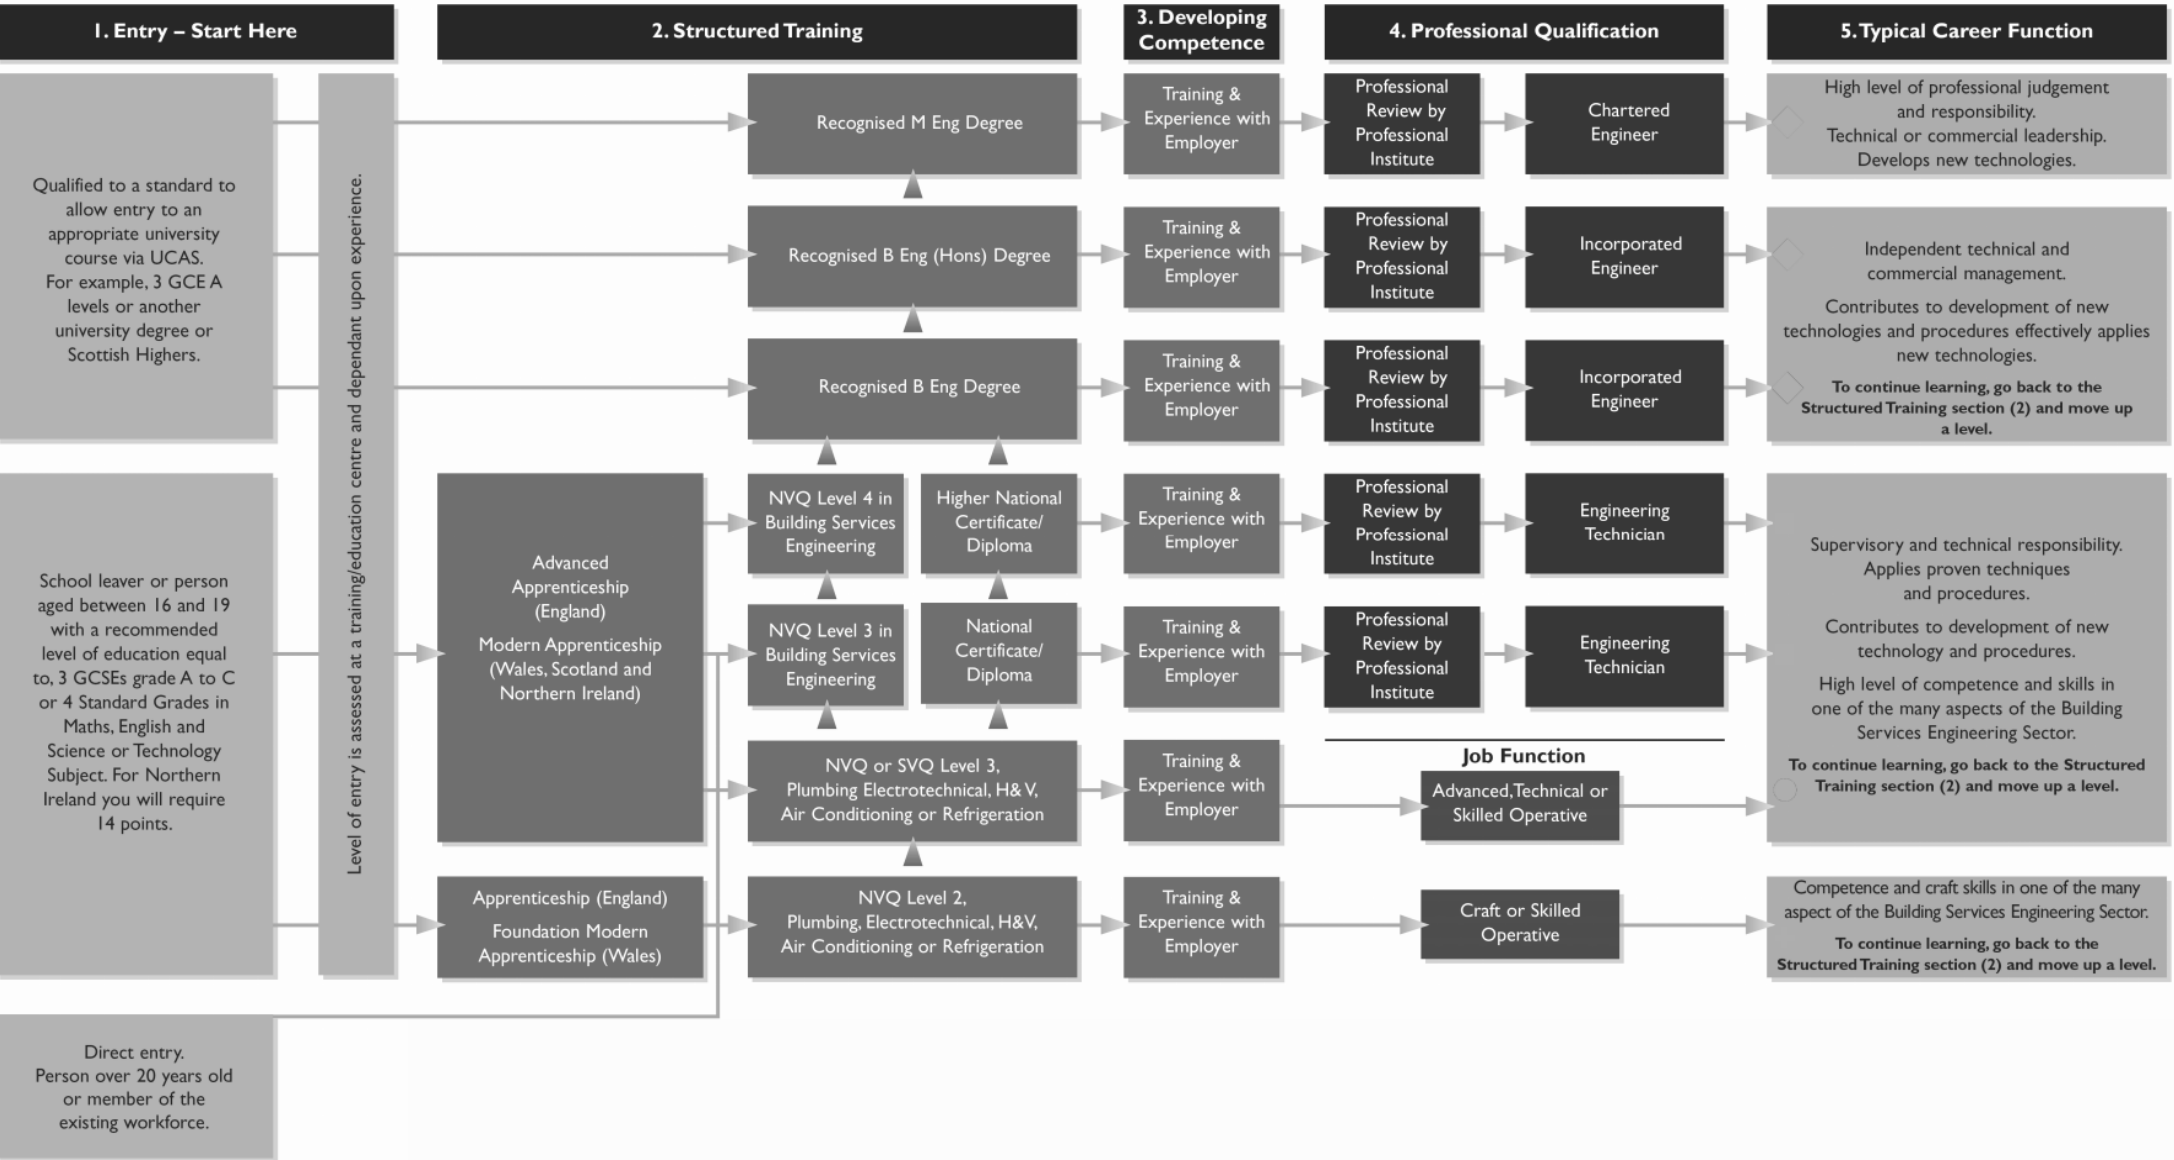 1. Entry – Start Here
2. Structured Training
3. Developing
Competence
4. Professional Qualification
5. Typical Career Function
Qualified to a standard to
allow entry to an
appropriate university
course via UCAS.
For example, 3 GCE A
levels or another
university degree or
Scottish Highers.
School leaver or person
aged between 16 and 19
with a recommended
level of education equal
to, 3 GCSEs grade A to C
or 4 Standard Grades in
Maths, English and
Science or Technology
Subject. For Northern
Ireland you will require
14 points.
Direct entry.
Person over 20 years old
or member of the
existing workforce.
Level of entry is assessed at a training/education centre and dependant upon experience.
Advanced
Apprenticeship
(England)
Modern Apprenticeship
(Wales, Scotland and
Northern Ireland)
Apprenticeship (England)
Foundation Modern
Apprenticeship (Wales)
Recognised M Eng Degree
Training &
Experience with
Employer
Professional
Review by
Professional
Institute
Chartered
Engineer
High level of professional judgement
and responsibility.
Technical or commercial leadership.
Develops new technologies.
Recognised B Eng (Hons) Degree
Training &
Experience with
Employer
Professional
Review by
Professional
Institute
Incorporated
Engineer
Recognised B Eng Degree
Training &
Experience with
Employer
Professional
Review by
Professional
Institute
Incorporated
Engineer
Independent technical and
commercial management.
Contributes to development of new
technologies and procedures effectively applies
new technologies.
To continue learning, go back to the
Structured Training section (2) and move up
a level.
NVQ Level 4 in
Building Services
Engineering
Higher National
Certificate/
Diploma
Training &
Experience with
Employer
Professional
Review by
Professional
Institute
Engineering
Technician
NVQ Level 3 in
Building Services
Engineering
National
Certificate/
Diploma
Training &
Experience with
Employer
Professional
Review by
Professional
Institute
Engineering
Technician
NVQ or SVQ Level 3,
Plumbing Electrotechnical, H& V,
Air Conditioning or Refrigeration
Training &
Experience with
Employer
Job Function
Advanced, Technical or
Skilled Operative
Supervisory and technical responsibility.
Applies proven techniques
and procedures.
Contributes to development of new
technology and procedures.
High level of competence and skills in
one of the many aspects of the Building
Services Engineering Sector.
To continue learning, go back to the Structured
Training section (2) and move up a level.
NVQ Level 2,
Plumbing, Electrotechnical, H&V,
Air Conditioning or Refrigeration
Training &
Experience with
Employer
Craft or Skilled
Operative
Competence and craft skills in one of the many
aspect of the Building Services Engineering Sector.
To continue learning, go back to the
Structured Training section (2) and move up a level.